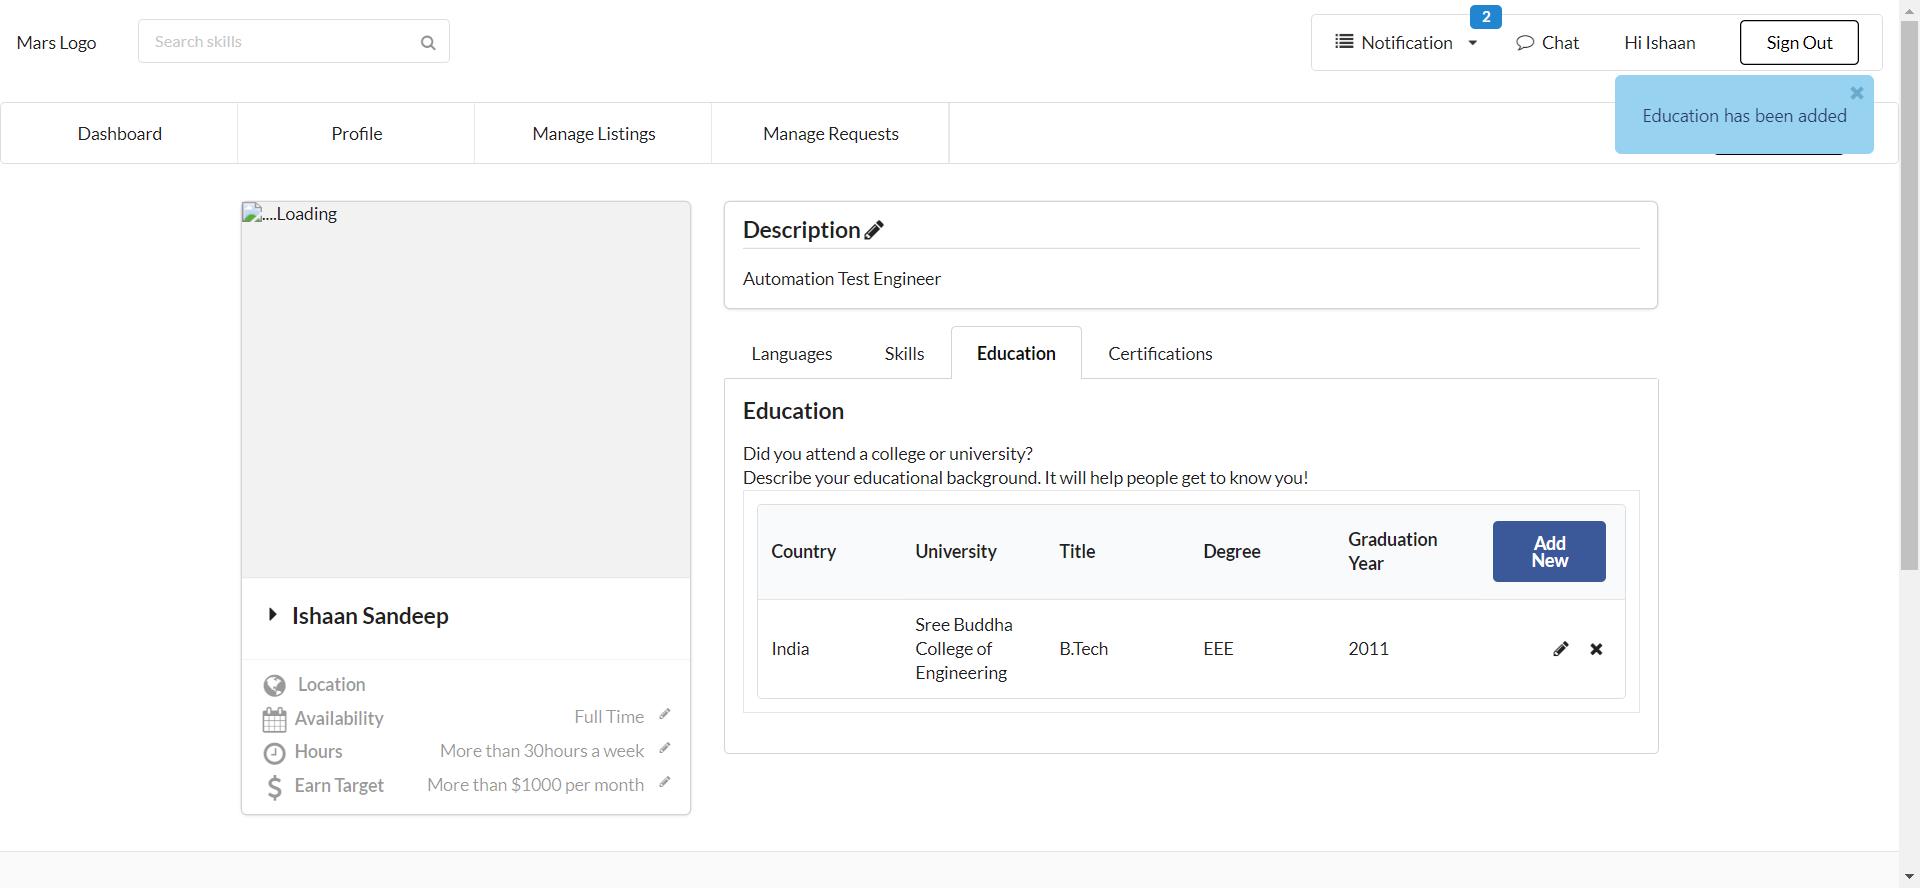 Mars Logo
Search skills
2
Notification
Chat
Hi Ishaan
Sign Out
Education has been added
Dashboard
Profile
Manage Listings
Manage Requests
....Loading
Ishaan Sandeep
Location
Availability
Full Time
Hours
More than 30hours a week
Earn Target
More than $1000 per month
Description
Automation Test Engineer
Languages
Skills
Education
Certifications
Education
Did you attend a college or university?
Describe your educational background. It will help people get to know you!
Country
University
Title
Degree
Graduation
Year
Add
New
India
Sree Buddha
College of
Engineering
B.Tech
EEE
2011